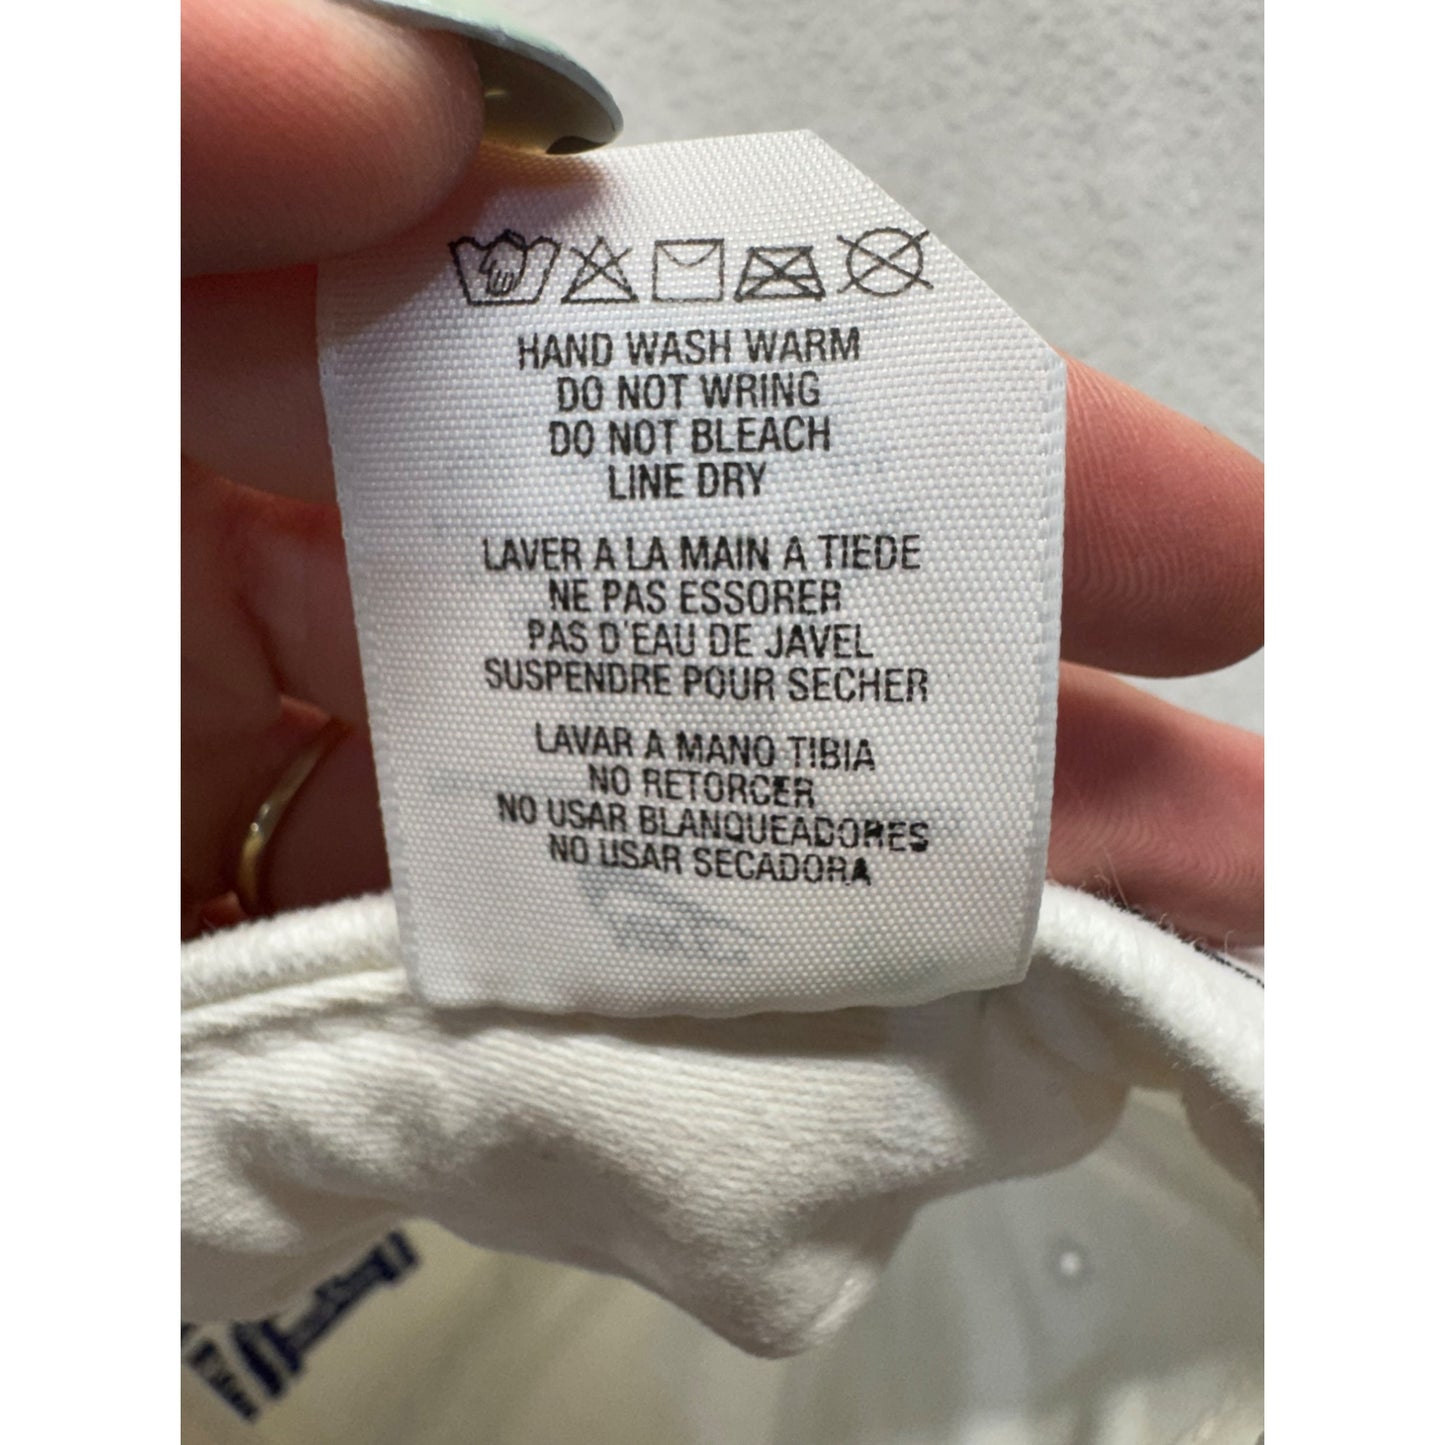 HAND WASH WARM
DO NOT WRING
DO NOT BLEACH
LINE DRY
LAVER A LA MAIN A TIEDE
NE PAS ESSORER
PAS D'EAU DE JAVEL
SUSPENDRE POUR SECHER
LAVAR A MANO TIBIA
NO RETORCER
NO USAR BLANQUEADORES
NO USAR SECADORA